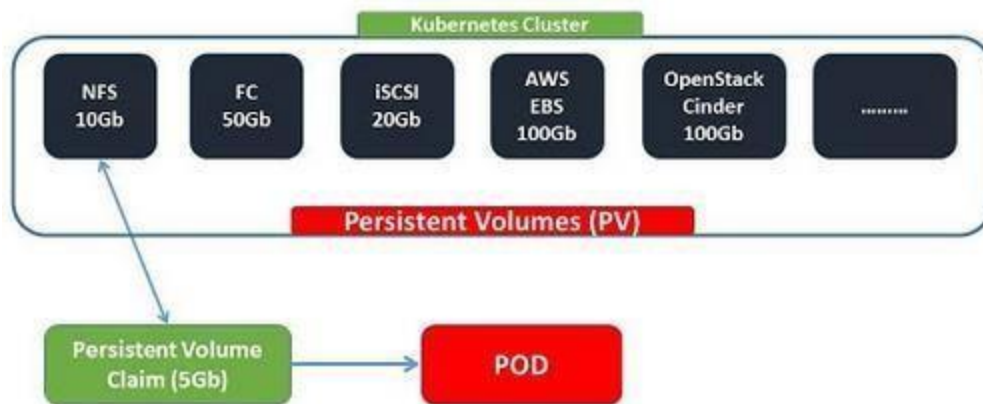 Kubernetes Cluster
NFS
10Gb
FC
50Gb
iSCSI
20Gb
AWS
EBS
100Gb
OpenStack
Cinder
100Gb
.........
Persistent Volumes (PV)
Persistent Volume
Claim (5Gb)
POD